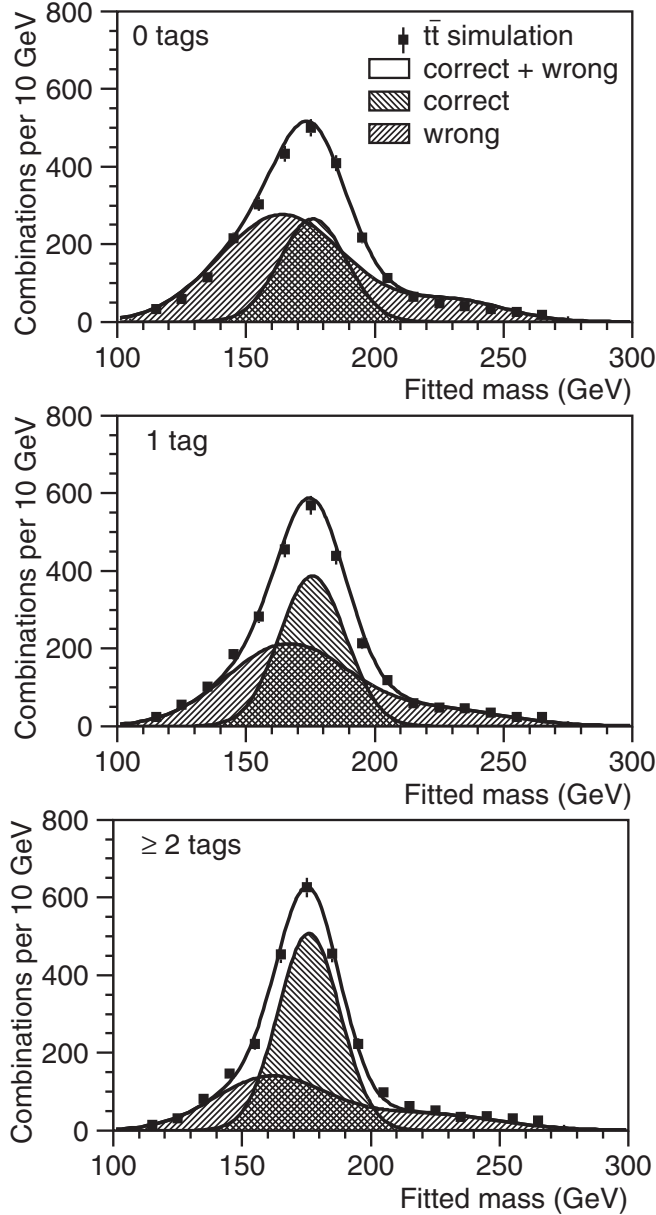 800
0 tags
tt̄ simulation
correct + wrong
correct
wrong
600
400
200
0
Combinations per 10 GeV
100 150 200 250 300
Fitted mass (GeV)
800
1 tag
600
400
200
0
Combinations per 10 GeV
100 150 200 250 300
Fitted mass (GeV)
800
≥ 2 tags
600
400
200
0
Combinations per 10 GeV
100 150 200 250 300
Fitted mass (GeV)